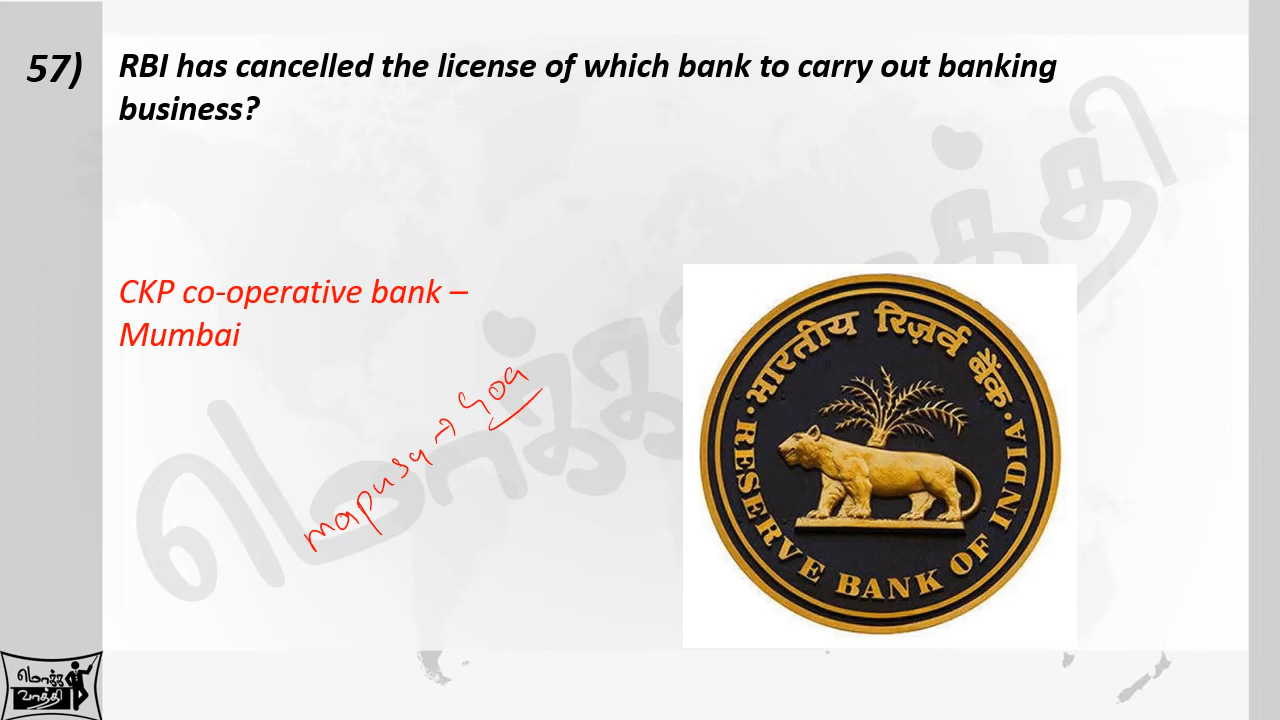 57)
RBI has cancelled the license of which bank to carry out banking
business?
CKP co-operative bank –
Mumbai
mapusa → Goa
भारतीय रिज़र्व बैंक
RESERVE BANK OF INDIA
மொக்க
வாத்தி